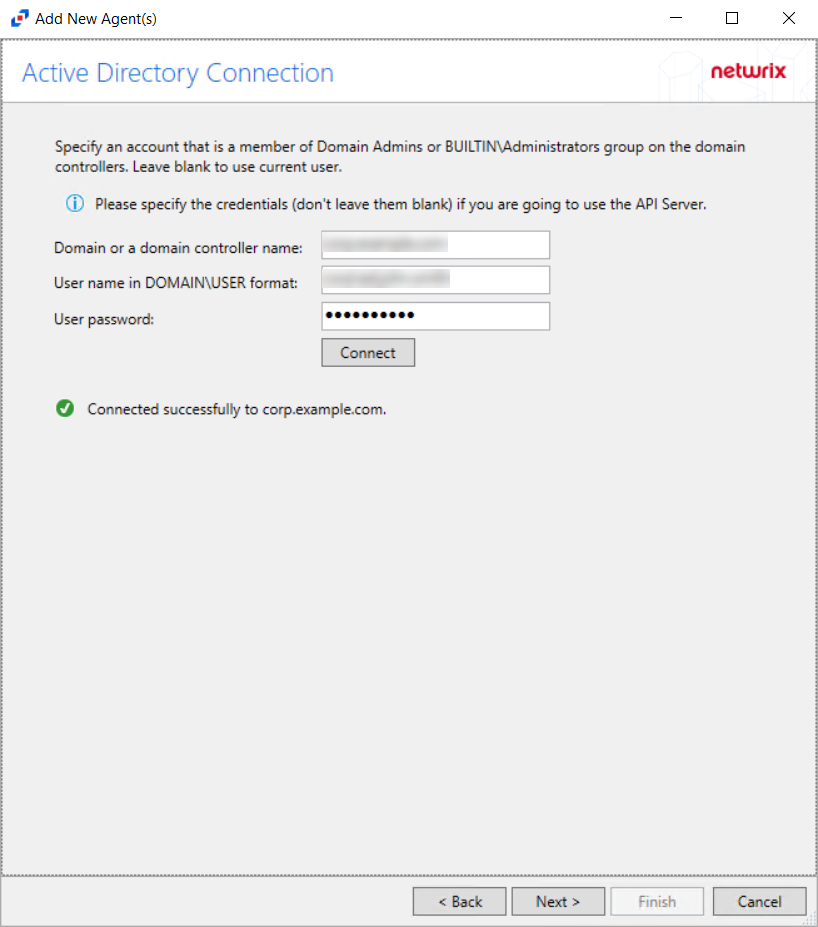 Add New Agent(s)
Active Directory Connection
netwrix
Specify an account that is a member of Domain Admins or BUILTIN\Administrators group on the domain
controllers. Leave blank to use current user.
Please specify the credentials (don't leave them blank) if you are going to use the API Server.
Domain or a domain controller name:
User name in DOMAIN\USER format:
User password: ●●●●●●●●●●
Connect
Connected successfully to corp.example.com.
< Back Next > Finish Cancel